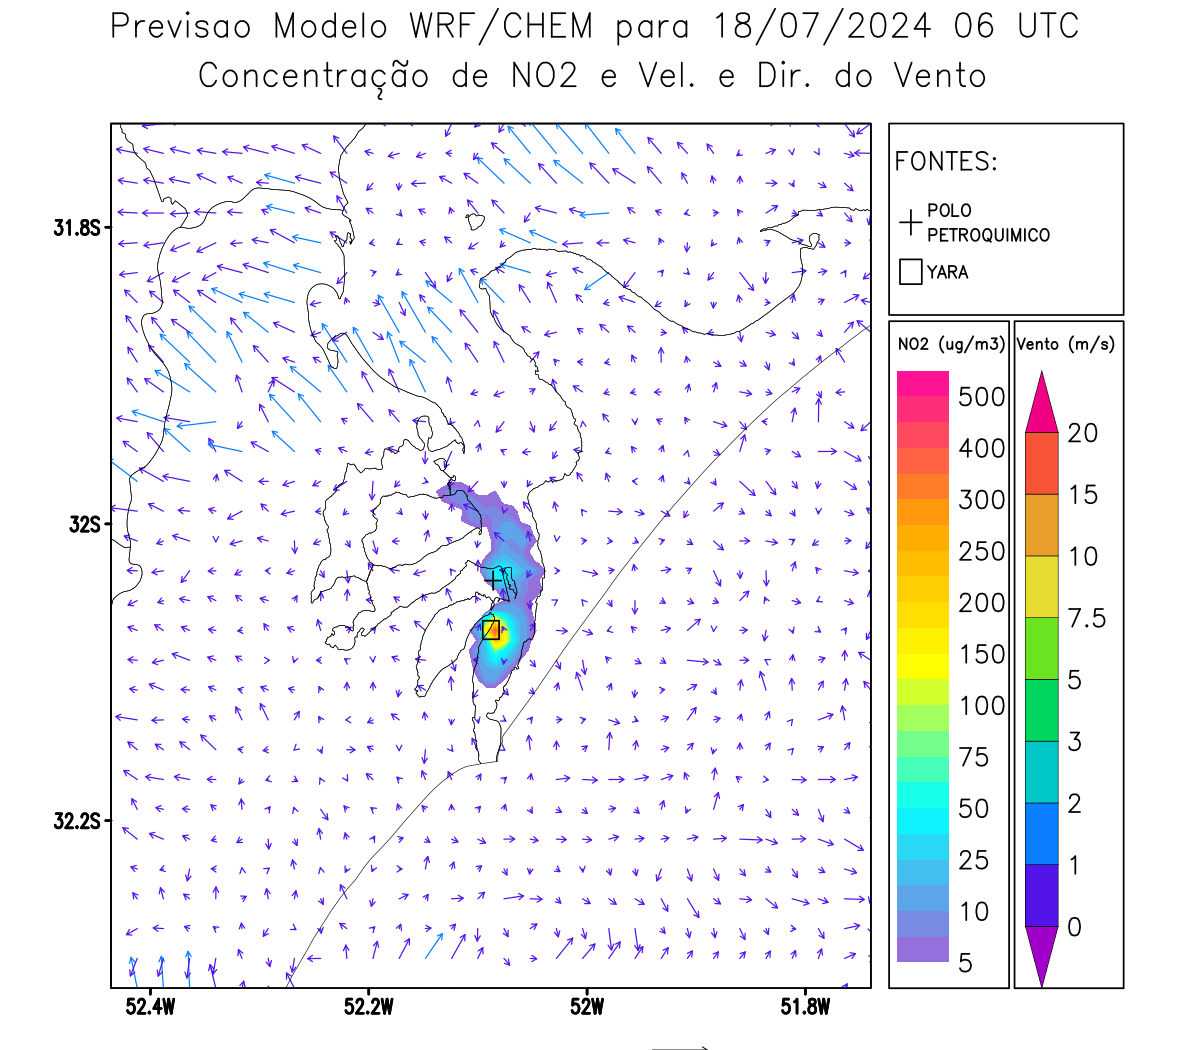 Previsao Modelo WRF/CHEM para 18/07/2024 06 UTC
Concentração de NO2 e Vel. e Dir. do Vento
FONTES:
POLO
PETROQUIMICO
YARA
31.8S
32S
32.2S
52.4W
52.2W
52W
51.8W
NO2 (ug/m3)
500
400
300
250
200
150
100
75
50
25
10
5
Vento (m/s)
20
15
10
7.5
5
3
2
1
0